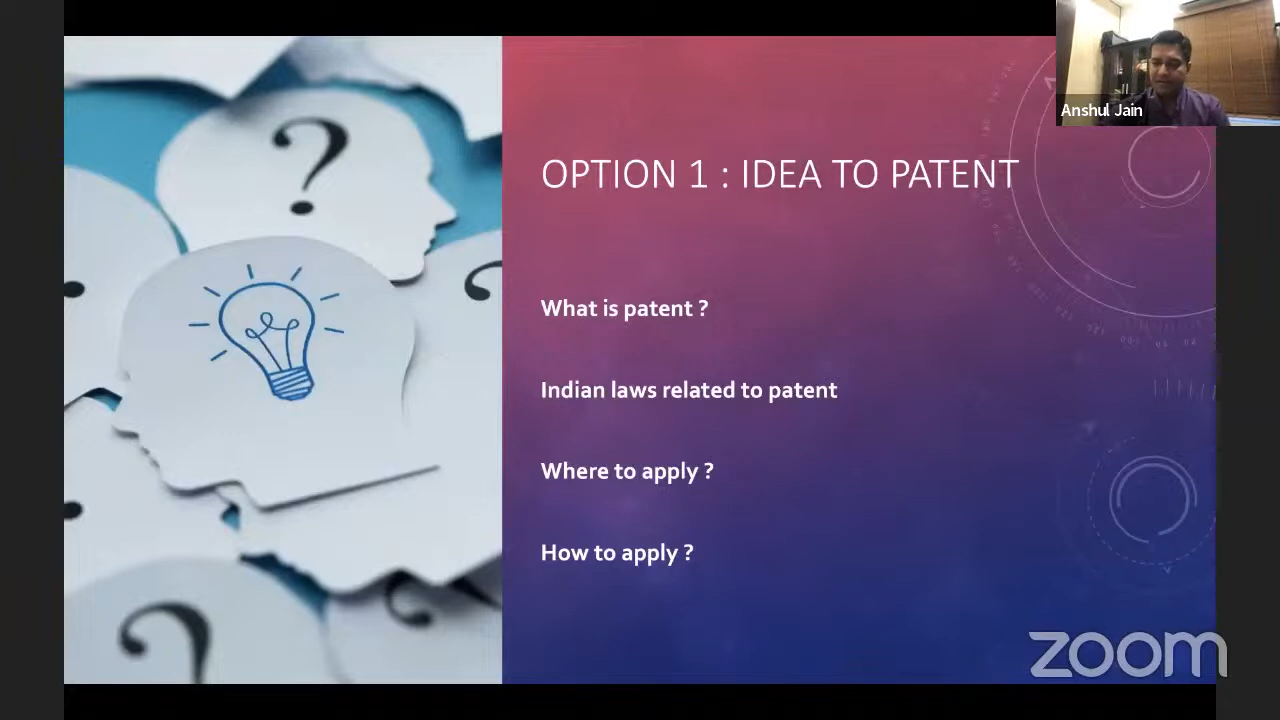 Anshul Jain
OPTION 1 : IDEA TO PATENT
What is patent ?
Indian laws related to patent
Where to apply ?
How to apply ?
zoom